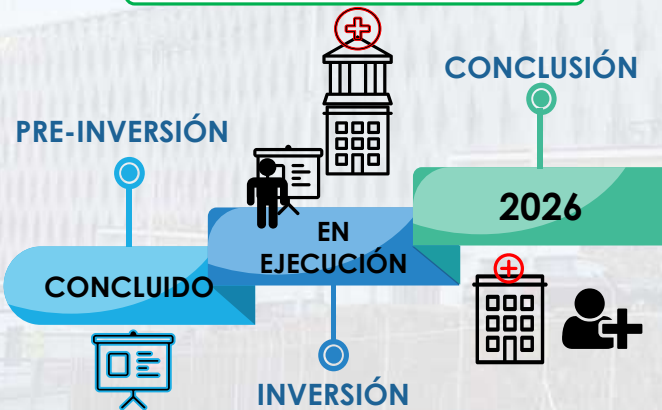 CONCLUSIÓN
PRE-INVERSIÓN
2026
EN
EJECUCIÓN
CONCLUIDO
INVERSIÓN